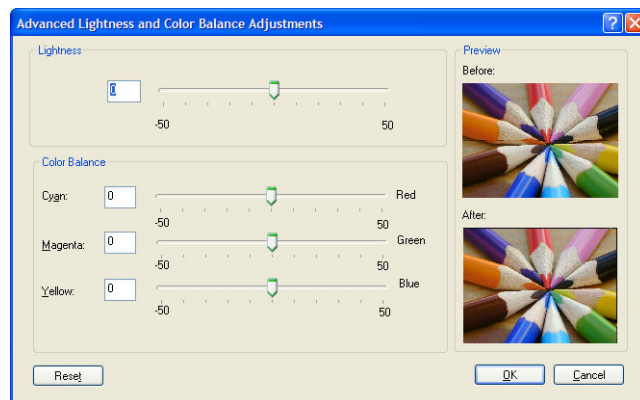 Advanced Lightness and Color Balance Adjustments
Lightness
0
-50 50
Color Balance
Cyan: 0 Red
-50 50
Magenta: 0 Green
-50 50
Yellow: 0 Blue
-50 50
Preview
Before:
After:
Reset OK Cancel